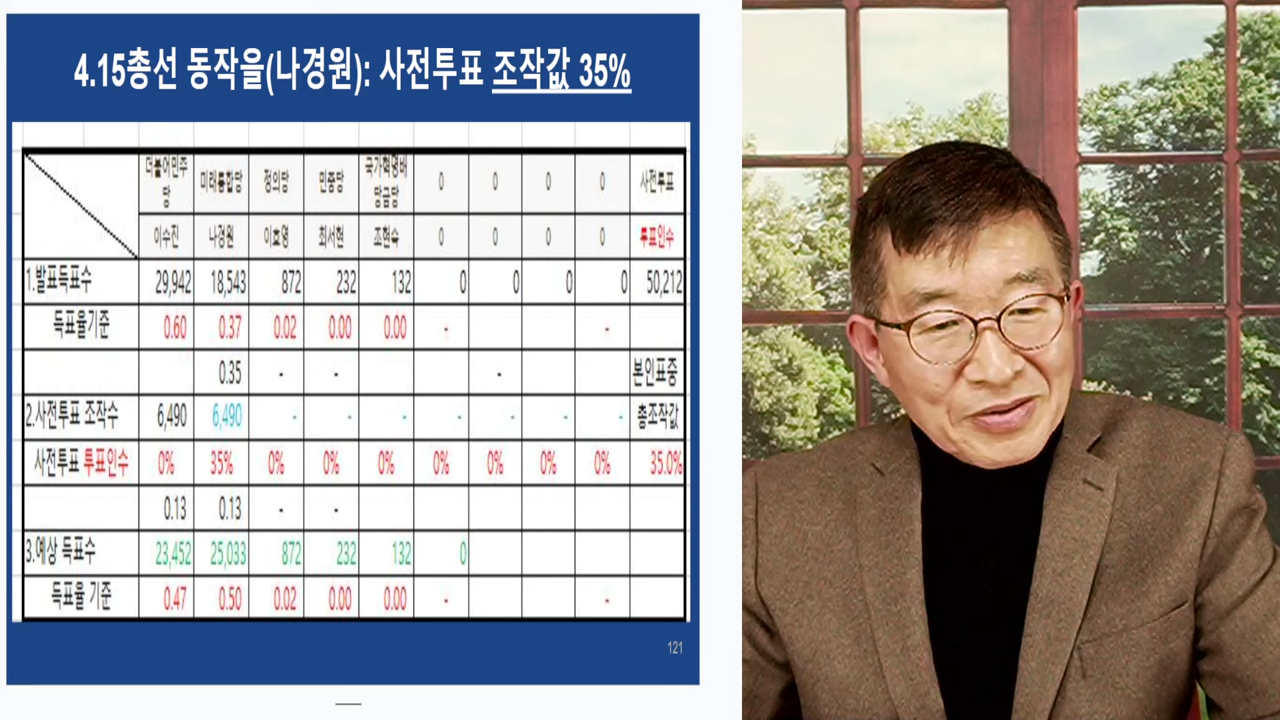 4.15총선 동작을(나경원): 사전투표 조작값 35%
더불어민주당 미래통합당 정의당 민중당 국가혁명배당금당 0 0 0 0 사전투표
이수진 나경원 이호영 최서현 조현숙 0 0 0 0 투표인수
1.발표득표수 29,942 18,543 872 232 132 0 0 0 0 50,212
득표율기준 0.60 0.37 0.02 0.00 0.00 - -
0.35 - - - 본인표중
2.사전투표 조작수 6,490 6,490 - - - - - - - 총조작값
사전투표 투표인수 0% 35% 0% 0% 0% 0% 0% 0% 0% 35.0%
0.13 0.13 - -
3.예상 득표수 23,452 25,033 872 232 132 0
득표율 기준 0.47 0.50 0.02 0.00 0.00 - -
121